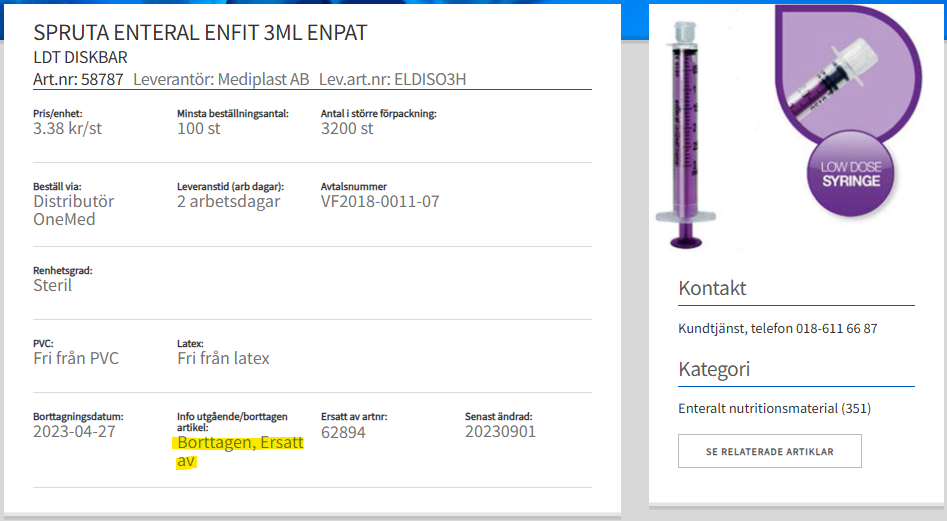 SPRUTA ENTERAL ENFIT 3ML ENPAT
LDT DISKBAR
Art.nr: 58787 Leverantör: Mediplast AB Lev.art.nr: ELDISO3H
Pris/enhet:
3.38 kr/st
Minsta beställningsantal:
100 st
Antal i större förpackning:
3200 st
Beställ via:
Distributör
OneMed
Leveranstid (arb dagar):
2 arbetsdagar
Avtalsnummer
VF2018-0011-07
Renhetsgrad:
Steril
PVC:
Fri från PVC
Latex:
Fri från latex
Borttagningsdatum:
2023-04-27
Info utgående/borttagen
artikel:
Borttagen, Ersatt
av
Ersatt av artnr:
62894
Senast ändrad:
20230901
LOW DOSE
SYRINGE
Kontakt
Kundtjänst, telefon 018-611 66 87
Kategori
Enteralt nutritionsmaterial (351)
SE RELATERADE ARTIKLAR